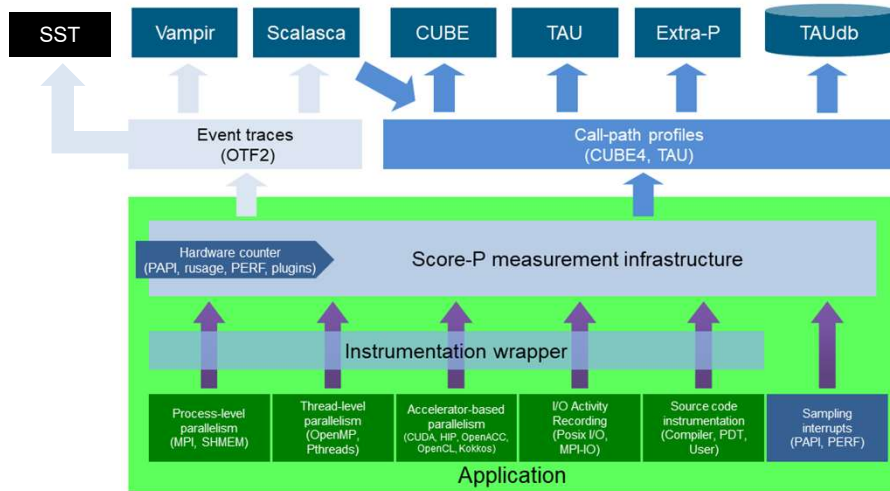 SST
Vampir
Scalasca
CUBE
TAU
Extra-P
TAUdb
Event traces
(OTF2)
Call-path profiles
(CUBE4, TAU)
Hardware counter
(PAPI, rusage, PERF, plugins)
Score-P measurement infrastructure
Instrumentation wrapper
Process-level
parallelism
(MPI, SHMEM)
Thread-level
parallelism
(OpenMP,
Pthreads)
Accelerator-based
parallelism
(CUDA, HIP, OpenACC,
OpenCL, Kokkos)
I/O Activity
Recording
(Posix I/O,
MPI-IO)
Source code
instrumentation
(Compiler, PDT,
User)
Sampling
interrupts
(PAPI, PERF)
Application